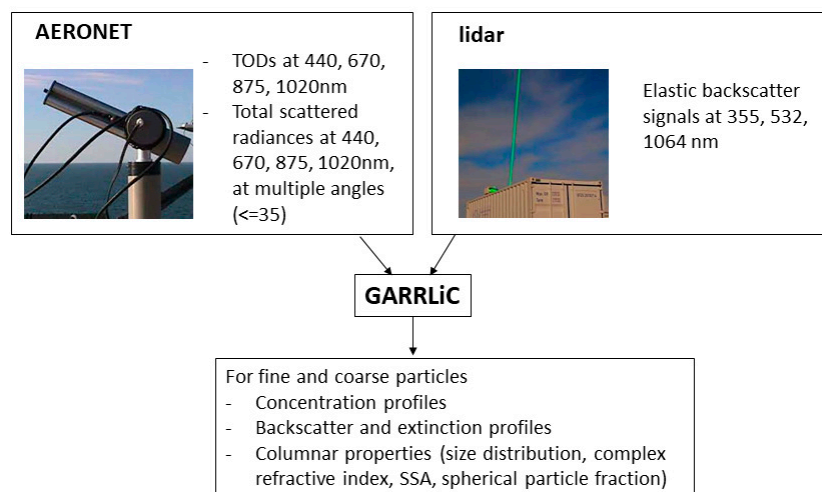 AERONET
- TODs at 440, 670,
875, 1020nm
- Total scattered
radiances at 440,
670, 875, 1020nm,
at multiple angles
(<=35)
lidar
Elastic backscatter
signals at 355, 532,
1064 nm
GARRLiC
For fine and coarse particles
- Concentration profiles
- Backscatter and extinction profiles
- Columnar properties (size distribution, complex
refractive index, SSA, spherical particle fraction)